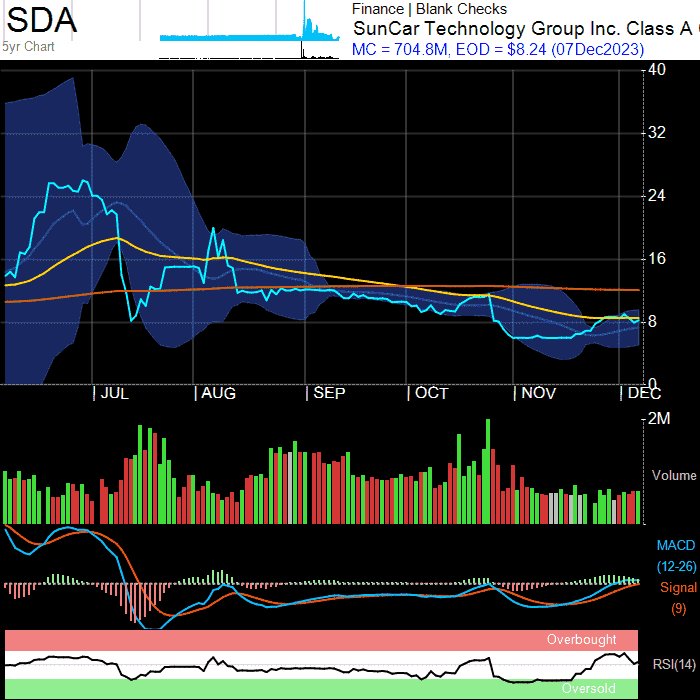 SDA
5yr Chart
Finance | Blank Checks
SunCar Technology Group Inc. Class A
MC = 704.8M, EOD = $8.24 (07Dec2023)
40
32
24
16
8
0
JUL
AUG
SEP
OCT
NOV
DEC
2M
Volume
MACD
(12-26)
Signal
(9)
Overbought
RSI(14)
Oversold